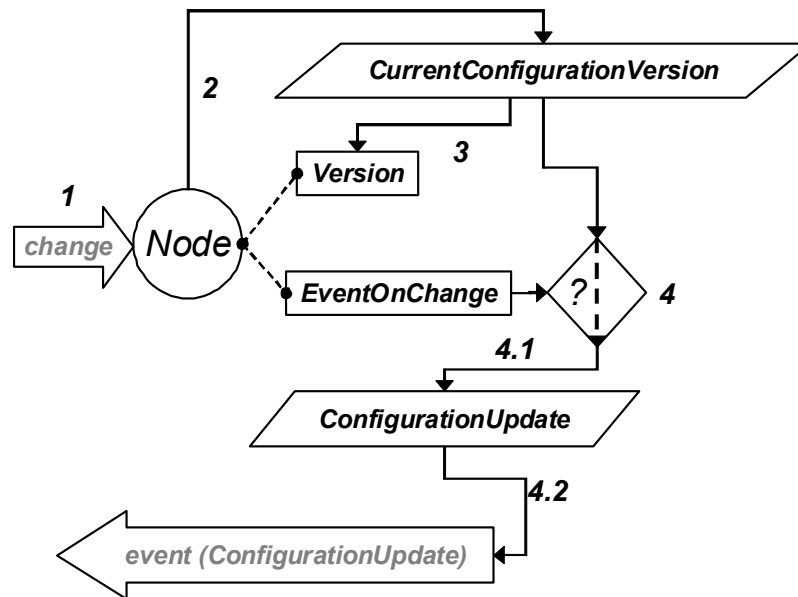 CurrentConfigurationVersion
2
3
Version
1
change
Node
EventOnChange
?
4
4.1
ConfigurationUpdate
4.2
event (ConfigurationUpdate)